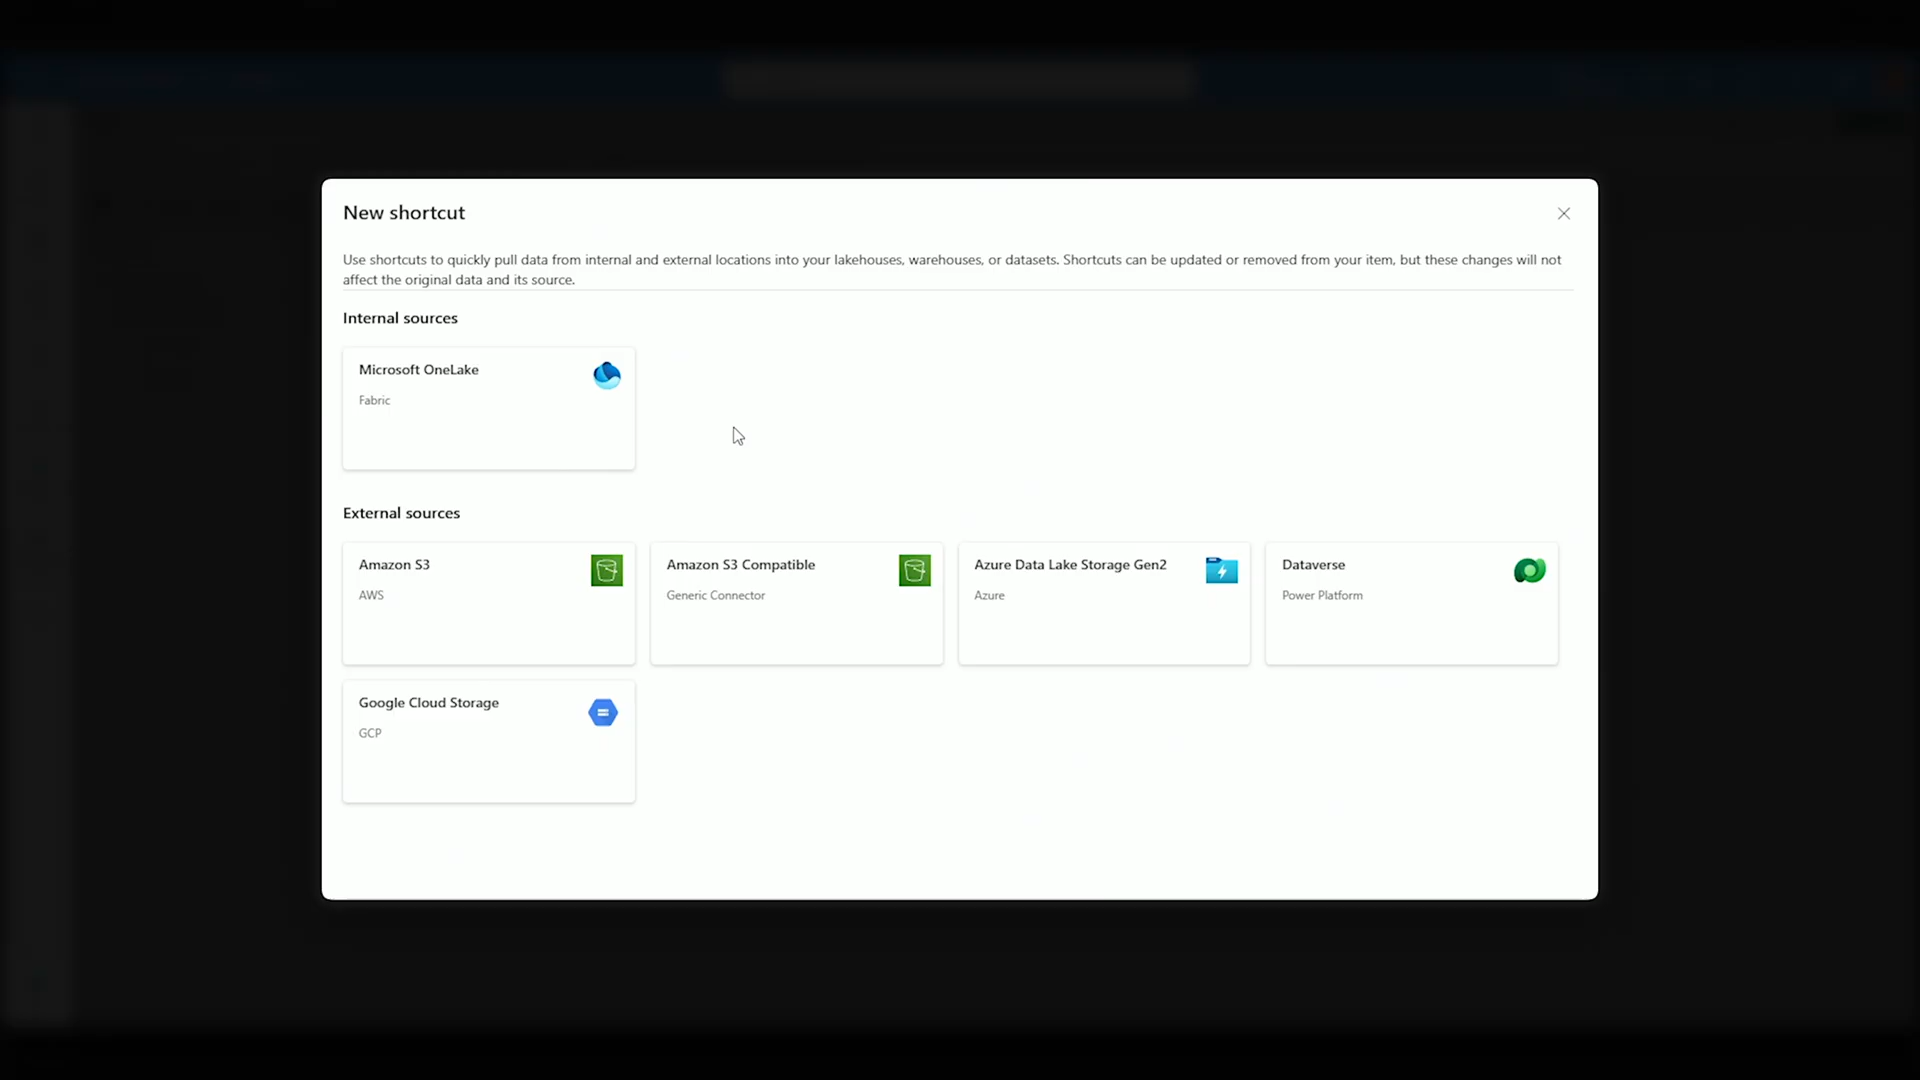 New shortcut
Use shortcuts to quickly pull data from internal and external locations into your lakehouses, warehouses, or datasets. Shortcuts can be updated or removed from your item, but these changes will not
affect the original data and its source.
Internal sources
Microsoft OneLake
Fabric
External sources
Amazon S3
AWS
Amazon S3 Compatible
Generic Connector
Azure Data Lake Storage Gen2
Azure
Dataverse
Power Platform
Google Cloud Storage
GCP